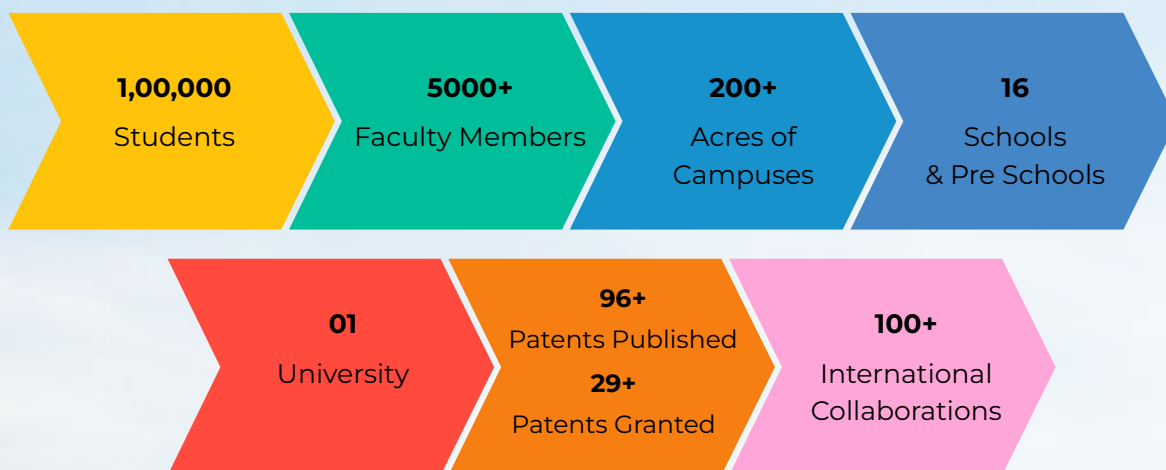 1,00,000
Students
5000+
Faculty Members
200+
Acres of
Campuses
16
Schools
& Pre Schools
01
University
96+
Patents Published
29+
Patents Granted
100+
International
Collaborations